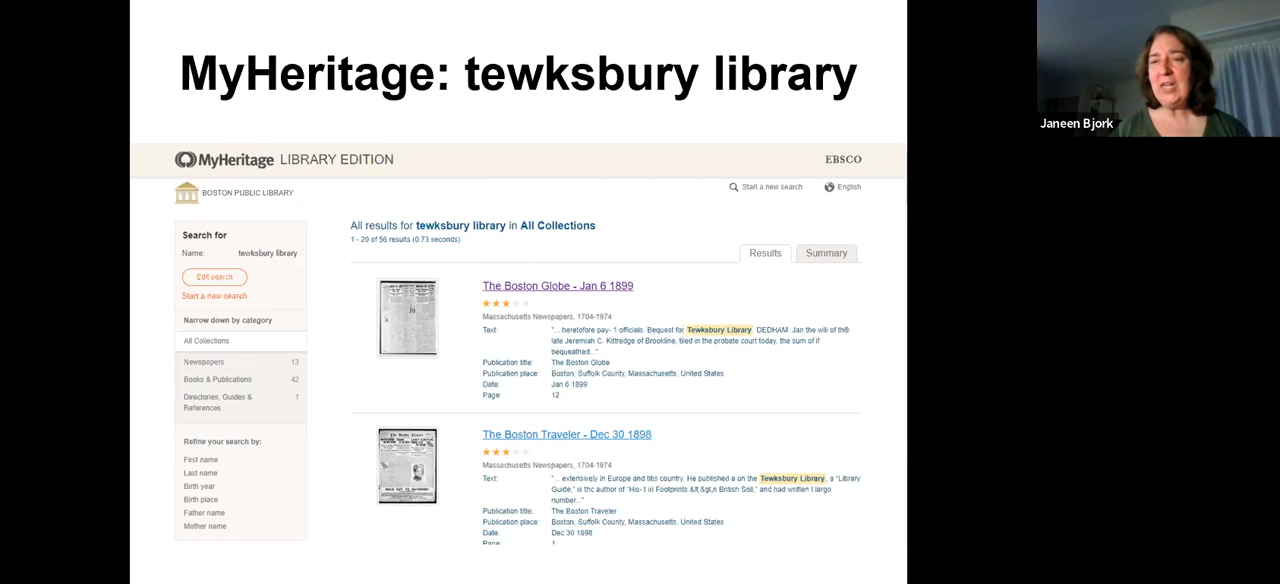 MyHeritage: tewksbury library
MyHeritage LIBRARY EDITION
EBSCO
BOSTON PUBLIC LIBRARY
Start a new search
English
Search for
Name: tewksbury library
Edit search
Start a new search
Narrow down by category
All Collections
Newspapers 13
Books & Publications 42
Directories, Guides & References 1
Refine your search by:
First name
Last name
Birth year
Birth place
Father name
Mother name
All results for tewksbury library in All Collections
1 - 20 of 56 results (0.73 seconds)
Results
Summary
The Boston Globe - Jan 6 1899
Massachusetts Newspapers, 1704-1974
Text: "... heretofore pay- 1 officials. Bequest for Tewksbury Library. DEDHAM. Jan the will of th®
late Jeremiah C. Kittredge of Brookline, filed in the probate court today, the sum of if
bequeathed..."
Publication title: The Boston Globe
Publication place: Boston, Suffolk County, Massachusetts, United States
Date: Jan 6 1899
Page: 12
The Boston Traveler - Dec 30 1898
Massachusetts Newspapers, 1704-1974
Text: "... extensively in Europe and this country. He published a on the Tewksbury Library, a "Library
Guide," is the author of "His- t in Footprints &lt &gt,n British Soil," and had written t largo
number..."
Publication title: The Boston Traveler
Publication place: Boston, Suffolk County, Massachusetts, United States
Date: Dec 30 1898
Page: 1
Janeen Bjork